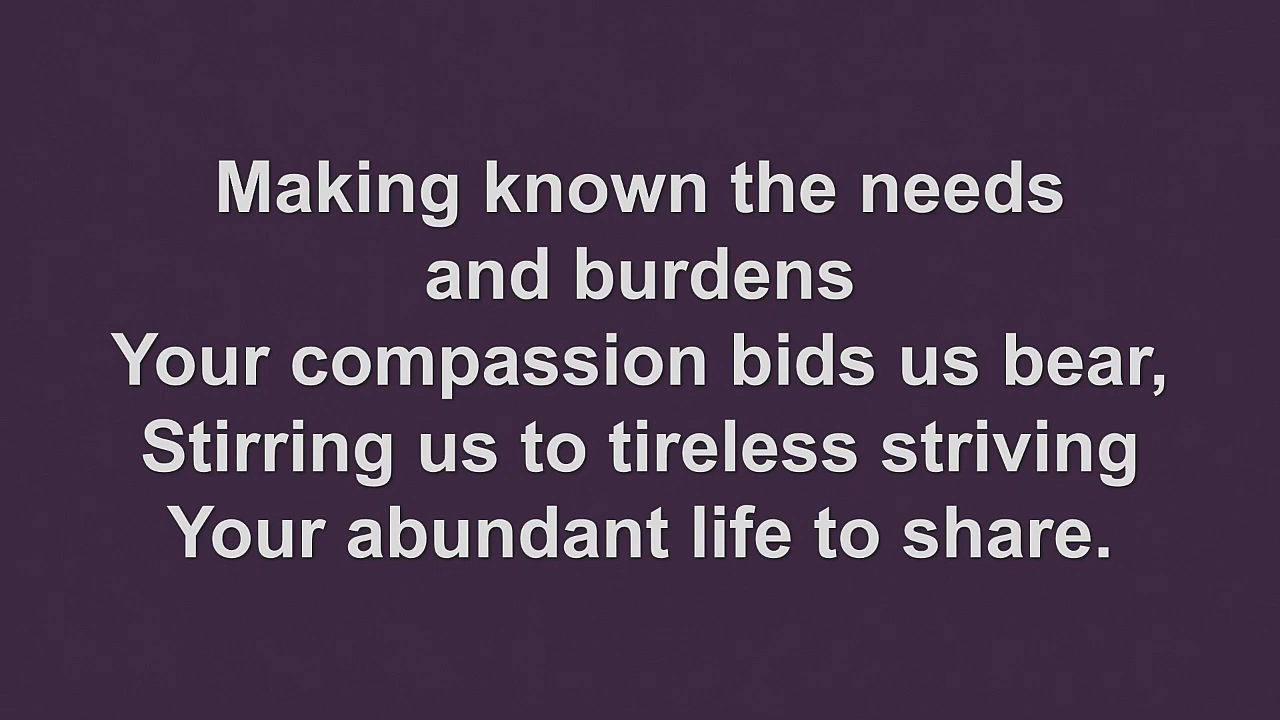 Making known the needs
and burdens
Your compassion bids us bear,
Stirring us to tireless striving
Your abundant life to share.